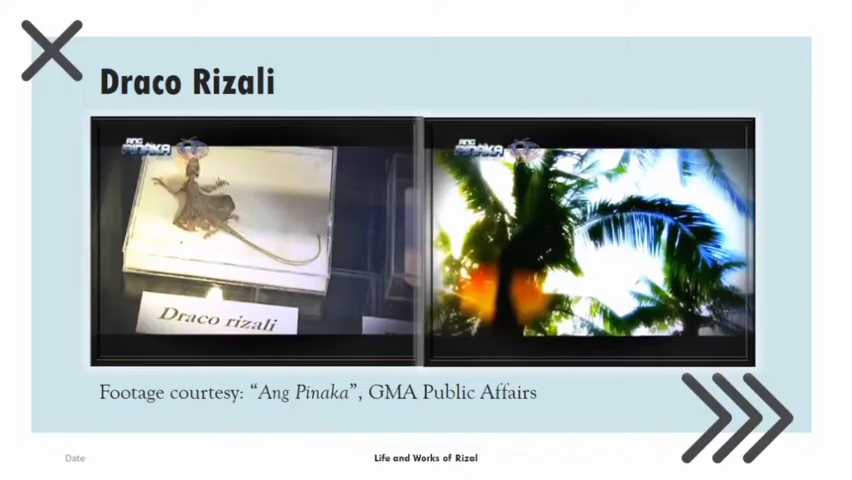 Draco Rizali
ANG PINAKA
ANG PINAKA
Draco rizali
Footage courtesy: “Ang Pinaka”, GMA Public Affairs
Date
Life and Works of Rizal